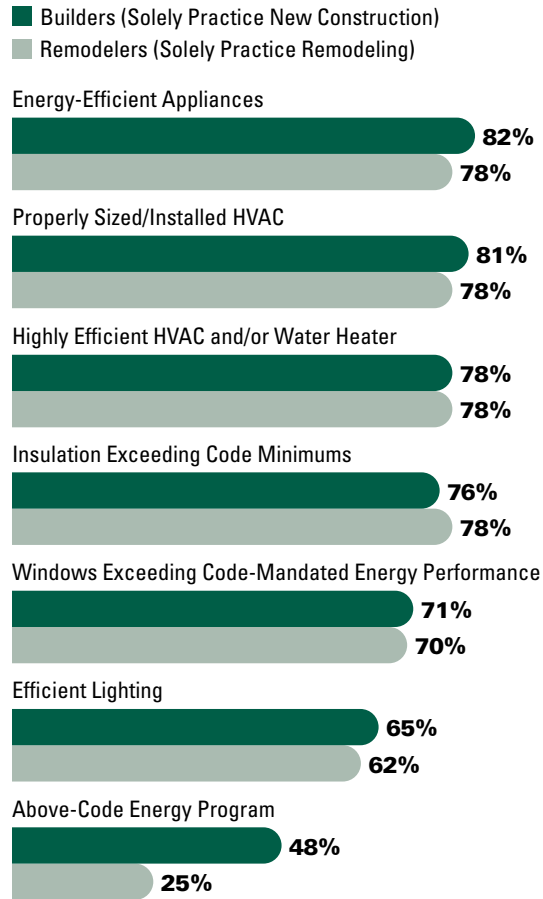 Builders (Solely Practice New Construction)
Remodelers (Solely Practice Remodeling)
Energy-Efficient Appliances
82%
78%
Properly Sized/Installed HVAC
81%
78%
Highly Efficient HVAC and/or Water Heater
78%
78%
Insulation Exceeding Code Minimums
76%
78%
Windows Exceeding Code-Mandated Energy Performance
71%
70%
Efficient Lighting
65%
62%
Above-Code Energy Program
48%
25%